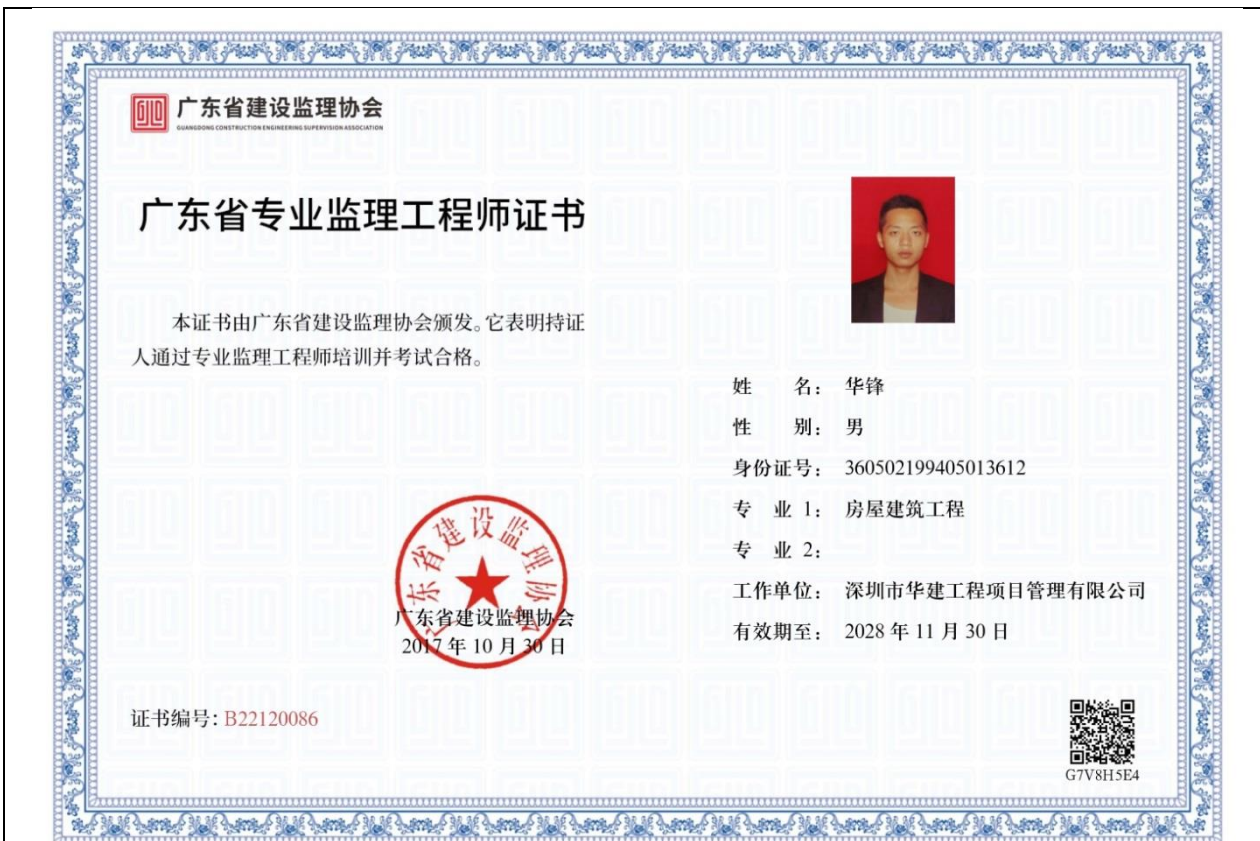 广东省建设监理协会
GUANGDONG CONSTRUCTION ENGINEERING SUPERVISION ASSOCIATION
广东省专业监理工程师证书
本证书由广东省建设监理协会颁发。它表明持证
人通过专业监理工程师培训并考试合格。
姓 名： 华锋
性 别： 男
身份证号： 360502199405013612
专 业 1： 房屋建筑工程
专 业 2：
工作单位： 深圳市华建工程项目管理有限公司
有效期至： 2028 年 11 月 30 日
广东省建设监理协会
广东省建设监理协会
2017 年 10 月 30 日
证书编号：B22120086
G7V8H5E4